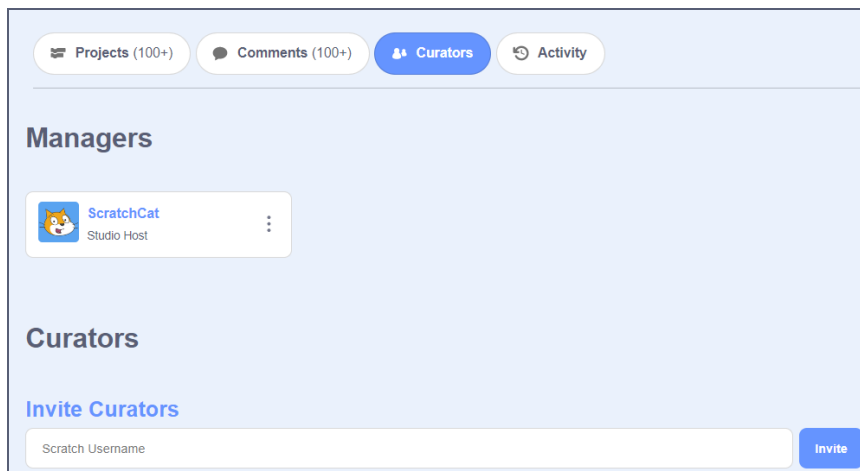 Projects (100+)
Comments (100+)
Curators
Activity
Managers
ScratchCat
Studio Host
Curators
Invite Curators
Scratch Username
Invite